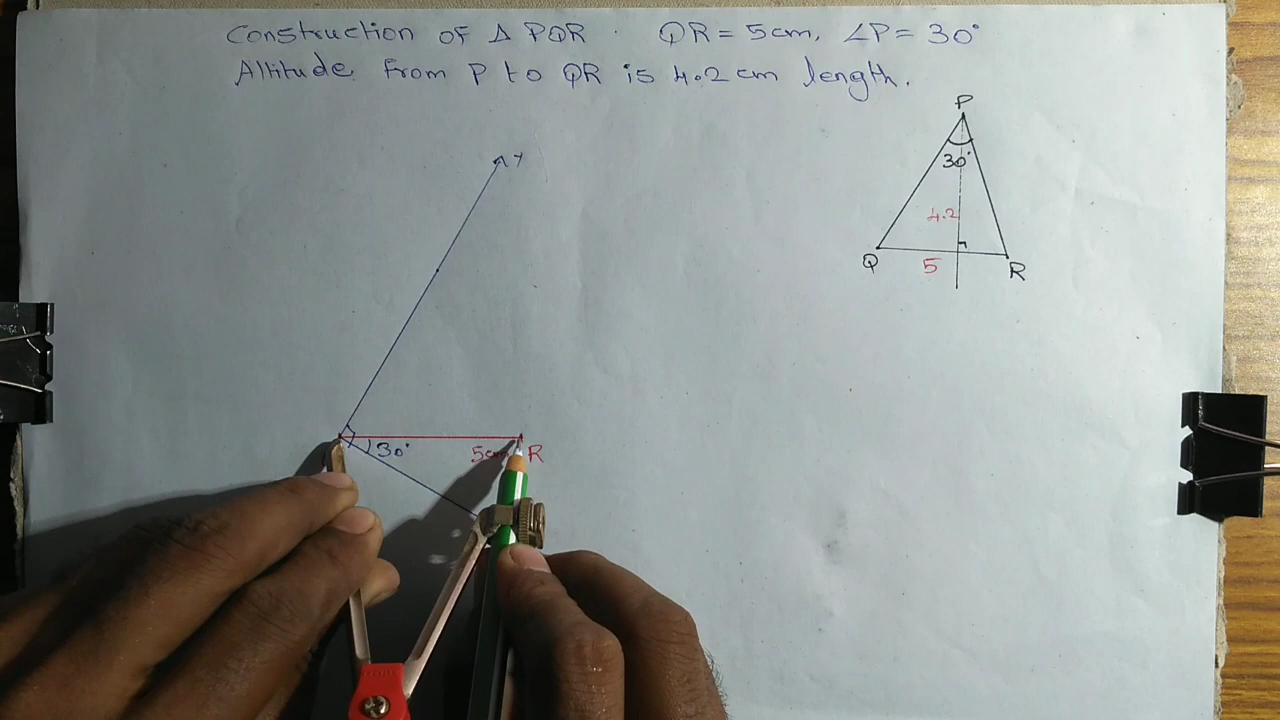 Construction of Δ PQR. QR = 5cm, ∠P = 30°
Altitude from P to QR is 4.2 cm length.
P
30°
4.2
Q 5 R
Y
30° 5cm R